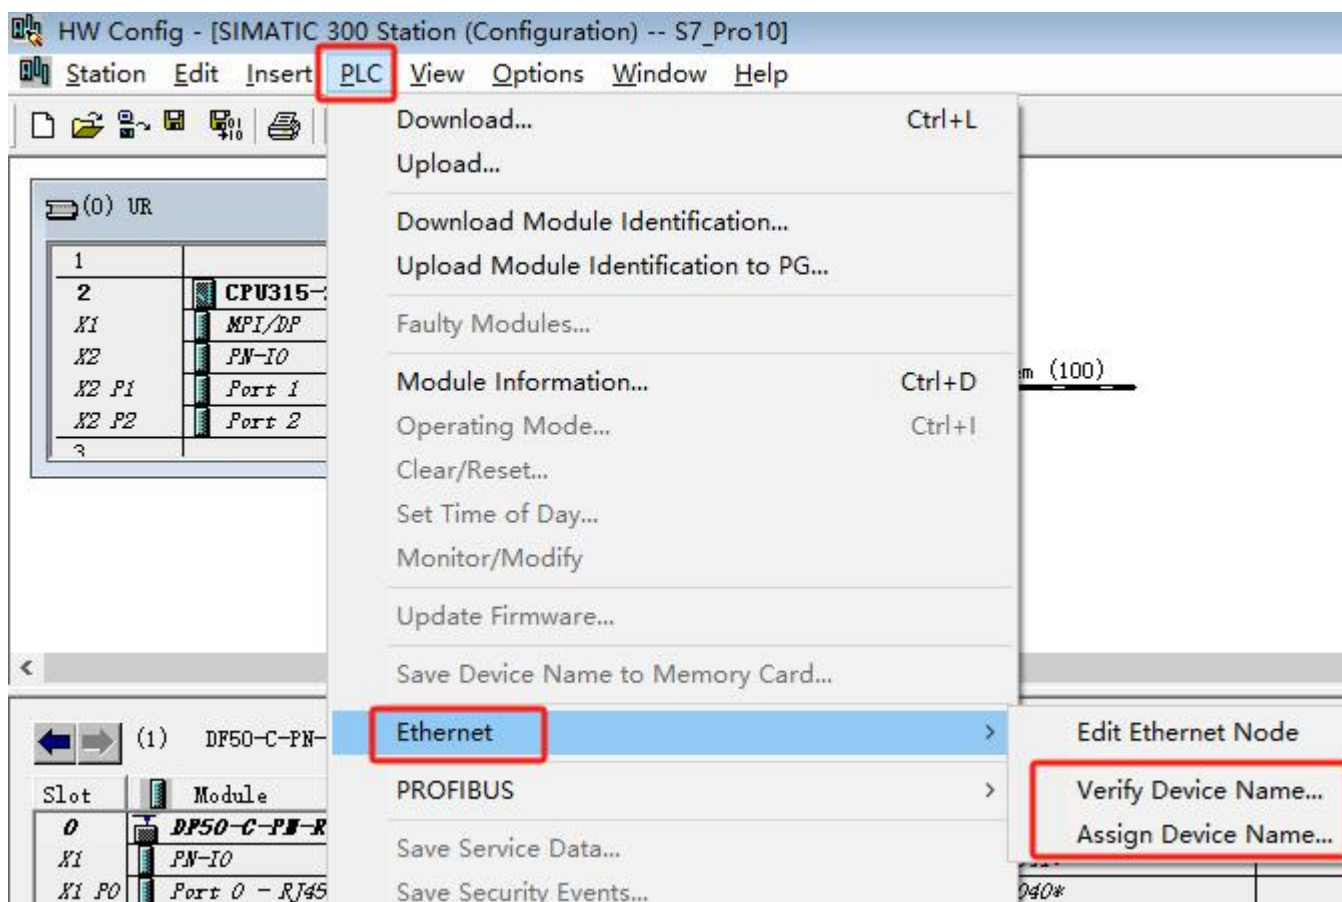 HW Config - [SIMATIC 300 Station (Configuration) -- S7_Pro10]
Station Edit Insert PLC View Options Window Help
Download... Ctrl+L
Upload...
(0) UR
Download Module Identification...
1
Upload Module Identification to PG...
2 CPU315-
X1 MPI/DP
Faulty Modules...
X2 PN-IO
X2 P1 Port 1
Module Information... Ctrl+D
(100)
X2 P2 Port 2
Operating Mode... Ctrl+I
3
Clear/Reset...
Set Time of Day...
Monitor/Modify
Update Firmware...
Save Device Name to Memory Card...
Ethernet
Edit Ethernet Node
(1) DF50-C-PN-
PROFIBUS
Verify Device Name...
Slot Module
Assign Device Name...
0 DF50-C-PN-R
Save Service Data...
X1 PN-IO
X1 P0 Port 0 - RJ45
Save Security Events...
040*